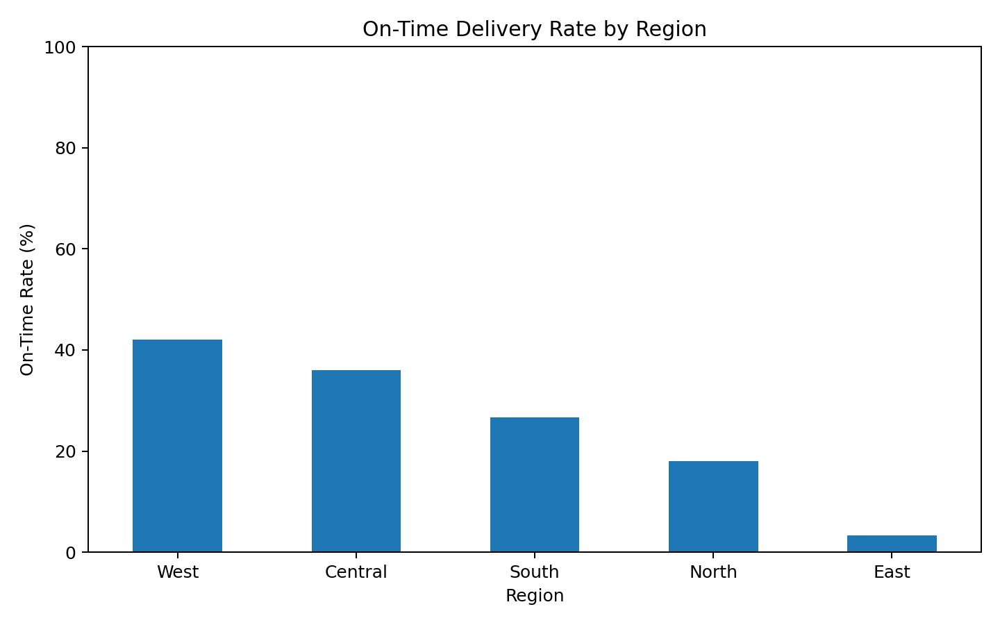 On-Time Delivery Rate by Region
100
80
60
40
20
0
On-Time Rate (%)
West Central South North East
Region